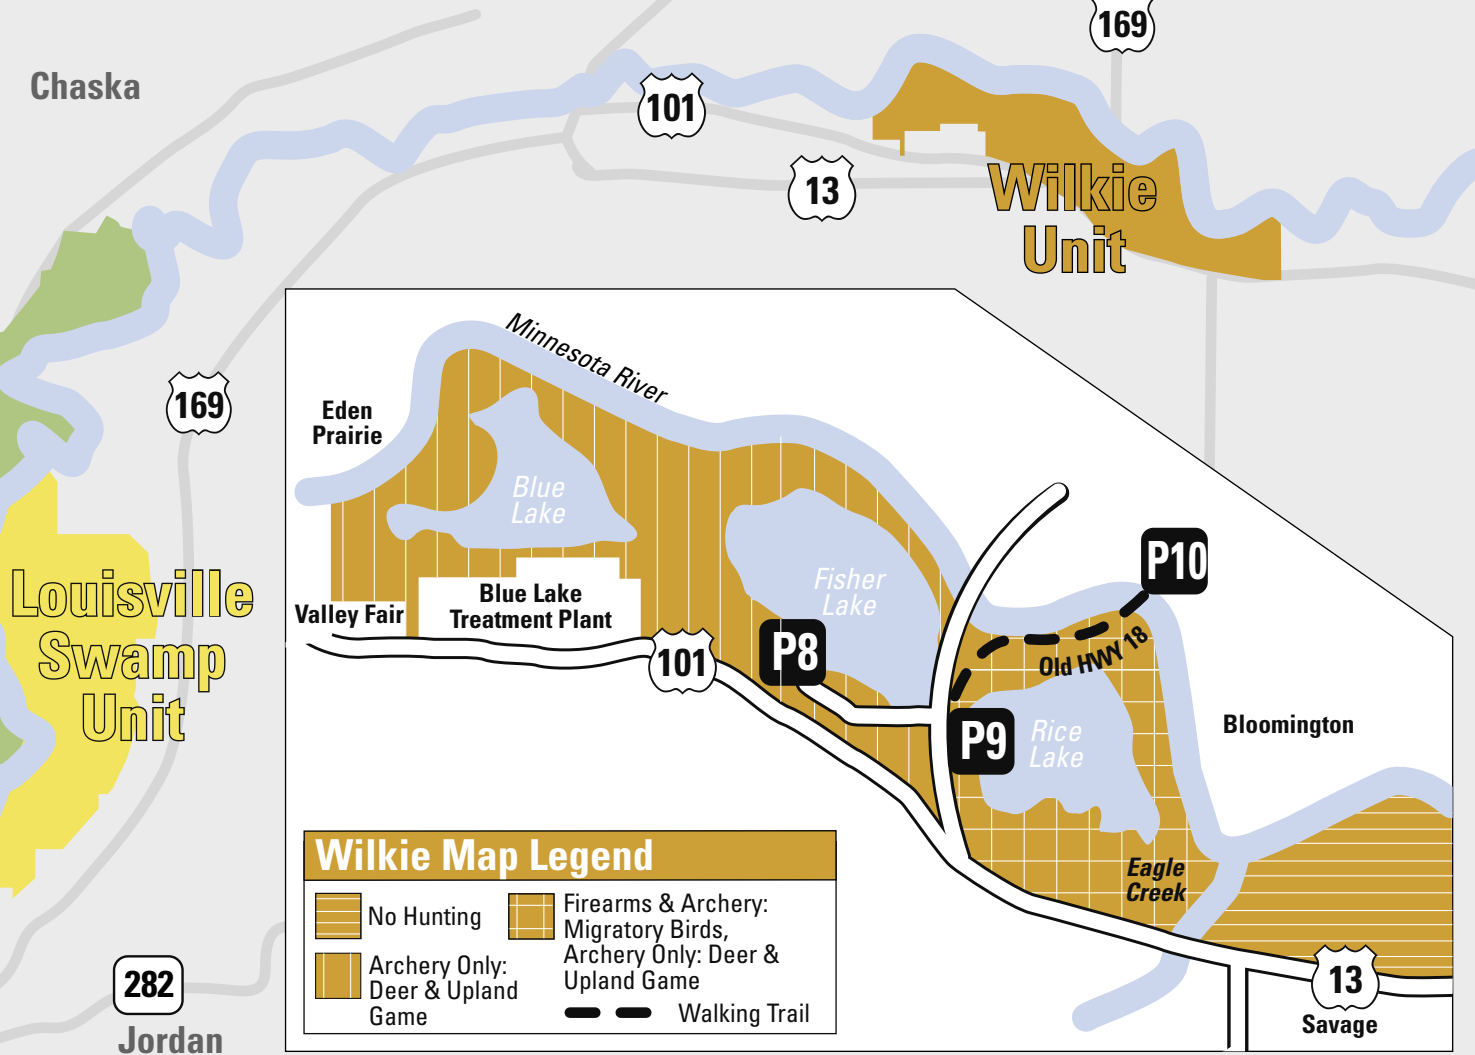 169
Chaska
101
13
Wilkie
Unit
Minnesota River
Eden
Prairie
169
Blue
Lake
P10
Fisher
Lake
Louisville
Swamp
Unit
Blue Lake
Treatment Plant
Valley Fair
P8
101
Old HWY 18
P9
Rice
Lake
Bloomington
Eagle
Creek
Wilkie Map Legend
No Hunting
Archery Only:
Deer & Upland
Game
Firearms & Archery:
Migratory Birds,
Archery Only: Deer &
Upland Game
Walking Trail
282
Jordan
13
Savage